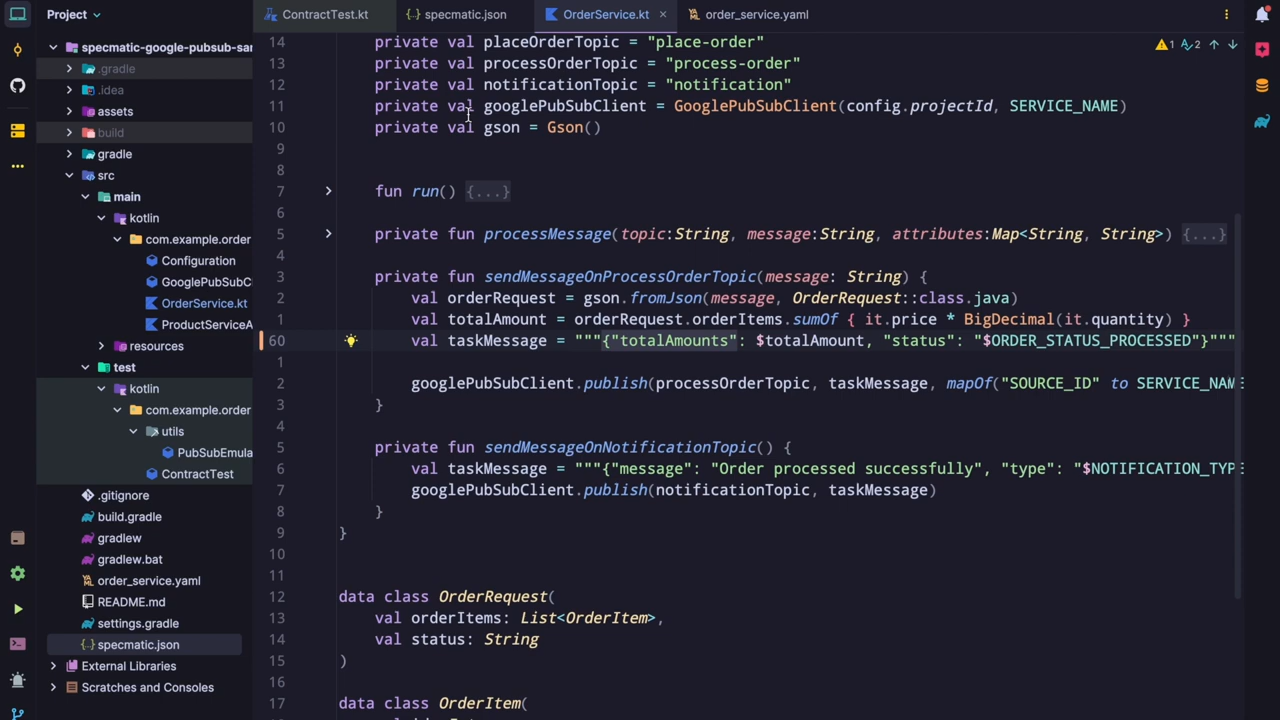 Project
ContractTest.kt
specmatic.json
OrderService.kt
order_service.yaml
specmatic-google-pubsub-sam
.gradle
.idea
assets
build
gradle
src
main
kotlin
com.example.order
Configuration
GooglePubSubC
OrderService.kt
ProductServiceA
resources
test
kotlin
com.example.order
utils
PubSubEmula
ContractTest
.gitignore
build.gradle
gradlew
gradlew.bat
order_service.yaml
README.md
settings.gradle
specmatic.json
External Libraries
Scratches and Consoles
1 2
14 private val placeOrderTopic = "place-order"
13 private val processOrderTopic = "process-order"
12 private val notificationTopic = "notification"
11 private val googlePubSubClient = GooglePubSubClient(config.projectId, SERVICE_NAME)
10 private val gson = Gson()
9
8
7 fun run() {...}
6
5 private fun processMessage(topic:String, message:String, attributes:Map<String, String>) {...}
4
3 private fun sendMessageOnProcessOrderTopic(message: String) {
2 val orderRequest = gson.fromJson(message, OrderRequest::class.java)
1 val totalAmount = orderRequest.orderItems.sumOf { it.price * BigDecimal(it.quantity) }
60 val taskMessage = """{"totalAmounts": $totalAmount, "status": "$ORDER_STATUS_PROCESSED"}"""
1
2 googlePubSubClient.publish(processOrderTopic, taskMessage, mapOf("SOURCE_ID" to SERVICE_NAM
3 }
4
5 private fun sendMessageOnNotificationTopic() {
6 val taskMessage = """{"message": "Order processed successfully", "type": "$NOTIFICATION_TYP
7 googlePubSubClient.publish(notificationTopic, taskMessage)
8 }
9 }
10
11
12 data class OrderRequest(
13 val orderItems: List<OrderItem>,
14 val status: String
15 )
16
17 data class OrderItem(